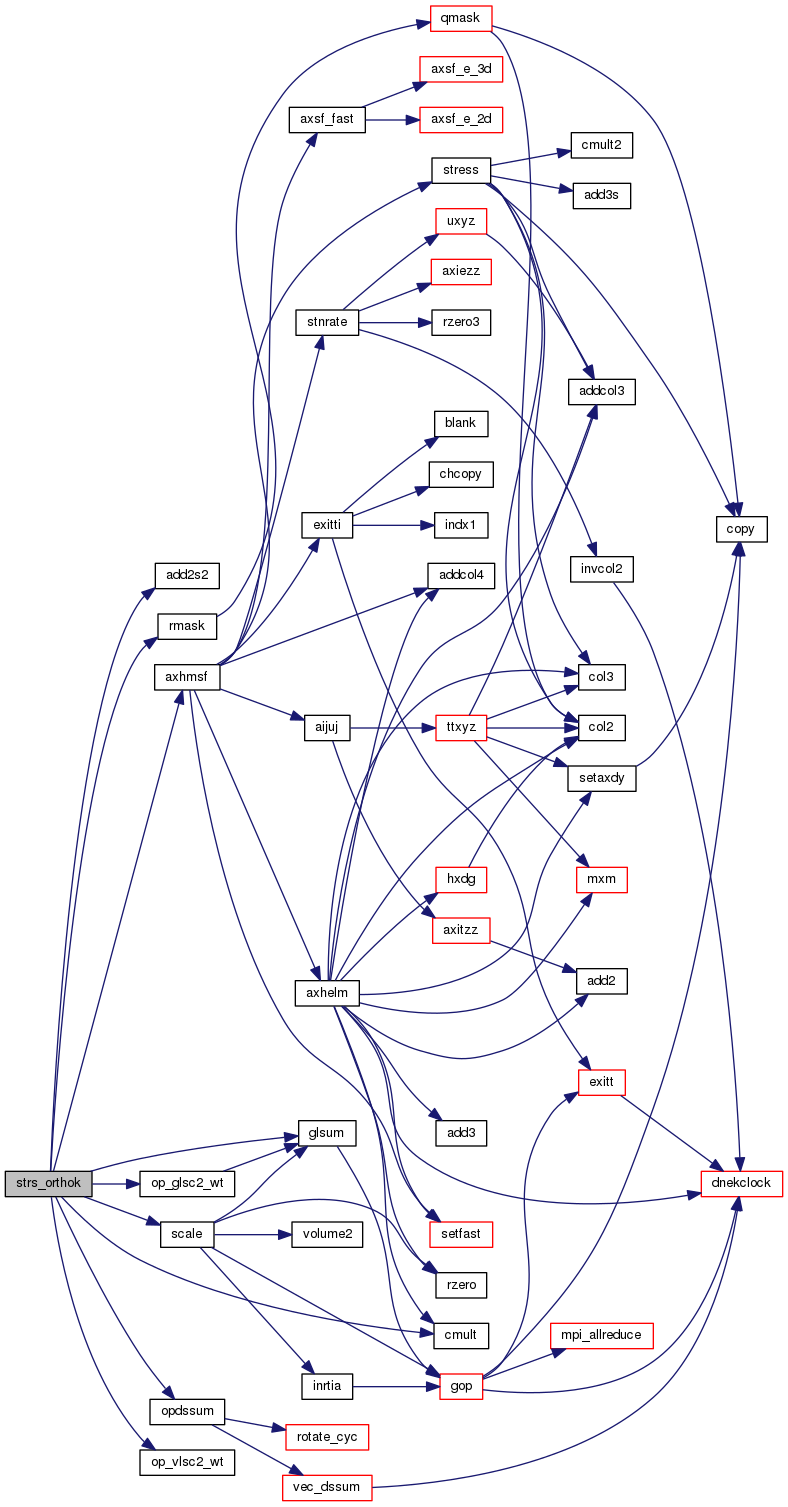 qmask
axsf_e_3d
axsf_fast
axsf_e_2d
cmult2
stress
add3s
uxyz
axiezz
stnrate
rzero3
addcol3
blank
chcopy
exitti
indx1
copy
invcol2
add2s2
addcol4
rmask
axhmsf
col3
aijuj
ttxyz
col2
setaxdy
hxdg
mxm
axitzz
add2
axhelm
exitt
glsum
add3
strs_orthok
op_glsc2_wt
dnekclock
scale
volume2
setfast
rzero
cmult
mpi_allreduce
inrtia
gop
opdssum
rotate_cyc
op_vlsc2_wt
vec_dssum